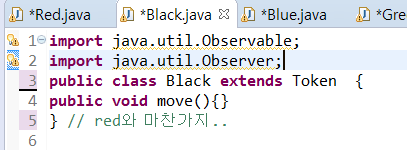 *Red.java *Black.java *Blue.java *Gre
1 import java.util.Observable;
2 import java.util.Observer;
3 public class Black extends Token {
4 public void move(){}
5 } // red와 마찬가지..